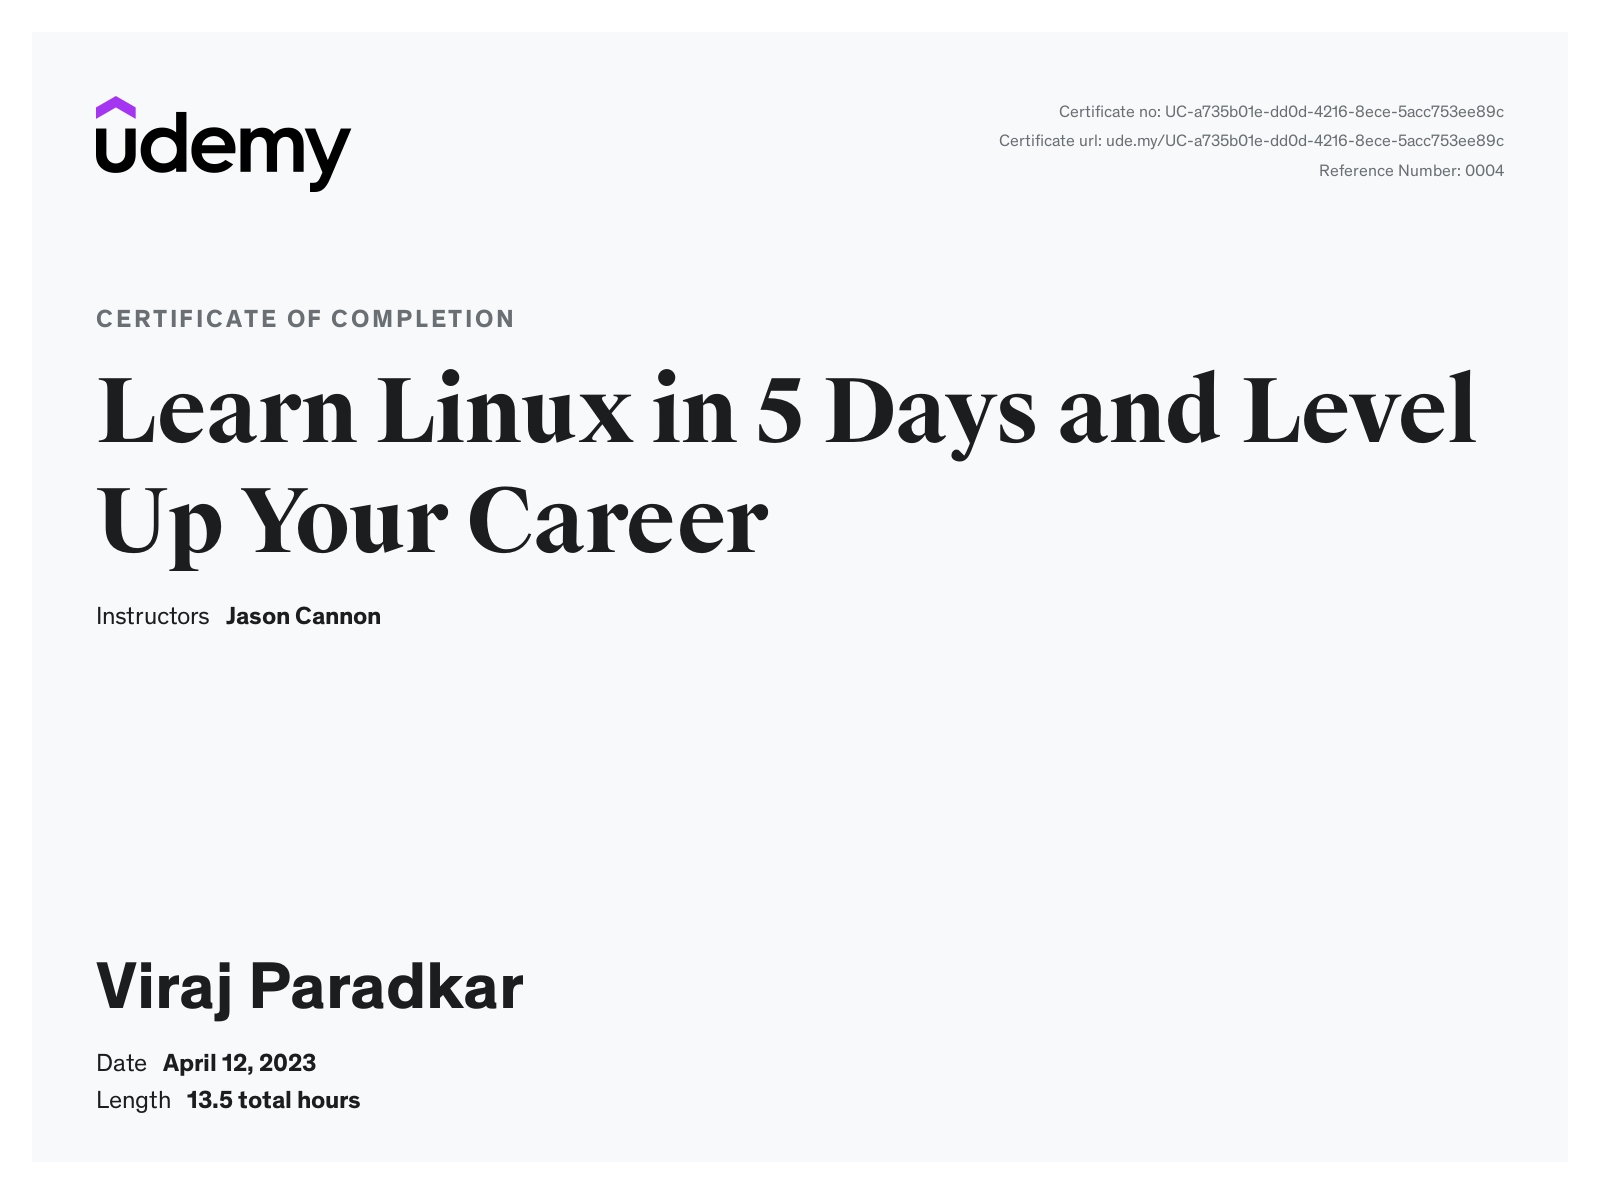 udemy
Certificate no: UC-a735b01e-dd0d-4216-8ece-5acc753ee89c
Certificate url: ude.my/UC-a735b01e-dd0d-4216-8ece-5acc753ee89c
Reference Number: 0004
CERTIFICATE OF COMPLETION
Learn Linux in 5 Days and Level
Up Your Career
Instructors Jason Cannon
Viraj Paradkar
Date April 12, 2023
Length 13.5 total hours